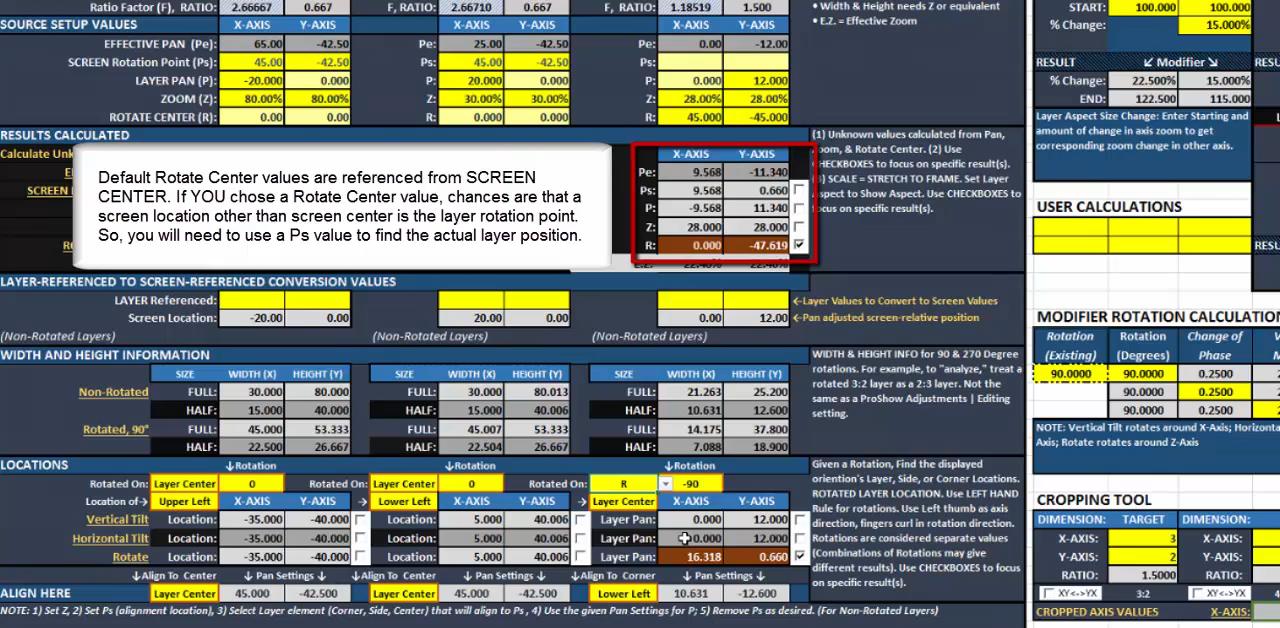 Ratio Factor (F), RATIO: 2.66667 0.667 F, RATIO: 2.66710 0.667 F, RATIO: 1.18519 1.500 • Width & Height needs Z or equivalent START: 100.000 100.000
SOURCE SETUP VALUES X-AXIS Y-AXIS X-AXIS Y-AXIS X-AXIS Y-AXIS • E.Z. = Effective Zoom % Change: 15.000%
EFFECTIVE PAN (Pe): 65.00 -42.50 Pe: 25.00 -42.50 Pe: 0.00 -12.00
SCREEN Rotation Point (Ps): 45.00 -42.50 Ps: 45.00 -42.50 Ps: RESULT ↙ Modifier ↘ RESULT
LAYER PAN (P): -20.000 0.000 P: 20.000 0.000 P: 0.000 12.000 % Change: 22.500% 15.000%
ZOOM (Z): 80.00% 80.00% Z: 30.00% 30.00% Z: 28.00% 28.00% END: 122.500 115.000
ROTATE CENTER (R): 0.00 0.00 R: 0.000 0.000 R: 45.000 -45.000
Layer Aspect Size Change: Enter Starting and
amount of change in axis zoom to get
corresponding zoom change in other axis.
RESULTS CALCULATED
Calculate Un
SCREEN
(1) Unknown values calculated from Pan,
Zoom, & Rotate Center. (2) Use
CHECKBOXES to focus on specific result(s).
SCALE = STRETCH TO FRAME. Set Layer
Aspect to Show Aspect. Use CHECKBOXES to
focus on specific result(s).
Default Rotate Center values are referenced from SCREEN
CENTER. If YOU chose a Rotate Center value, chances are that a
screen location other than screen center is the layer rotation point.
So, you will need to use a Ps value to find the actual layer position.
X-AXIS Y-AXIS
Pe: 9.568 -11.340
Ps: 9.568 0.660
P: -9.568 11.340
Z: 28.000 28.000
R: 0.000 -47.619
USER CALCULATIONS
RESU
LAYER-REFERENCED TO SCREEN-REFERENCED CONVERSION VALUES
LAYER Referenced: ←Layer Values to Convert to Screen Values
Screen Location: -20.00 0.00 20.00 0.00 0.00 12.00 ←Pan adjusted screen-relative position
(Non-Rotated Layers) (Non-Rotated Layers) (Non-Rotated Layers)
WIDTH AND HEIGHT INFORMATION
SIZE WIDTH (X) HEIGHT (Y) SIZE WIDTH (X) HEIGHT (Y) SIZE WIDTH (X) HEIGHT (Y)
Non-Rotated FULL: 30.000 80.000 FULL: 30.000 80.013 FULL: 21.263 25.200
HALF: 15.000 40.000 HALF: 15.000 40.006 HALF: 10.631 12.600
Rotated, 90° FULL: 45.000 53.333 FULL: 45.007 53.333 FULL: 14.175 37.800
HALF: 22.500 26.667 HALF: 22.504 26.667 HALF: 7.088 18.900
WIDTH & HEIGHT INFO for 90 & 270 Degree
rotations. For example, to "analyze," treat a
rotated 3:2 layer as a 2:3 layer. Not the
same as a ProShow Adjustments | Editing
setting.
MODIFIER ROTATION CALCULATION
Rotation Rotation Change of
(Existing) (Degrees) Phase
90.0000 90.0000 0.2500
90.0000 0.2500
90.0000 0.2500
NOTE: Vertical Tilt rotates around X-Axis; Horizonta
Axis; Rotate rotates around Z-Axis
LOCATIONS ↓Rotation ↓Rotation ↓Rotation
Rotated On: Layer Center 0 Rotated On: Layer Center 0 Rotated On: R -90
Location of→ Upper Left X-AXIS Y-AXIS → Lower Left X-AXIS Y-AXIS → Layer Center X-AXIS Y-AXIS
Vertical Tilt Location: -35.000 -40.000 Location: 5.000 40.006 Layer Pan: 0.000 12.000
Horizontal Tilt Location: -35.000 -40.000 Location: 5.000 40.006 Layer Pan: 0.000 12.000
Rotate Location: -35.000 -40.000 Location: 5.000 40.006 Layer Pan: 16.318 0.660
↓Align To Center ↓ Pan Settings ↓ ↓Align To Center ↓ Pan Settings ↓ ↓Align To Corner ↓ Pan Settings ↓
ALIGN HERE Layer Center 45.000 -42.500 Layer Center 45.000 -42.500 Lower Left 10.631 -12.600
NOTE: 1) Set Z, 2) Set Ps (alignment location), 3) Select Layer element (Corner, Side, Center) that will align to Ps , 4) Use the given Pan Settings for P; 5) Remove Ps as desired. (For Non-Rotated Layers)
Given a Rotation, Find the displayed
orientation's Layer, Side, or Corner Locations.
ROTATED LAYER LOCATION. Use LEFT HAND
Rule for rotations. Use Left thumb as axis
direction, fingers curl in rotation direction.
Rotations are considered separate values
(Combinations of Rotations may give
different results). Use CHECKBOXES to focus
on specific result(s).
CROPPING TOOL
DIMENSION: TARGET DIMENSION:
X-AXIS: 3 X-AXIS:
Y-AXIS: 2 Y-AXIS:
RATIO: 1.5000 RATIO:
XY<->YX 3:2 XY<->YX
CROPPED AXIS VALUES X-AXIS: